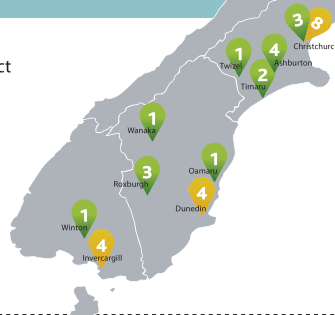 3
8
Christchurc
1
4
Twizel
Ashburton
ct
2
Timaru
1
Wanaka
1
3
Oamaru
Roxburgh
4
Dunedin
1
Winton
4
Invercargill